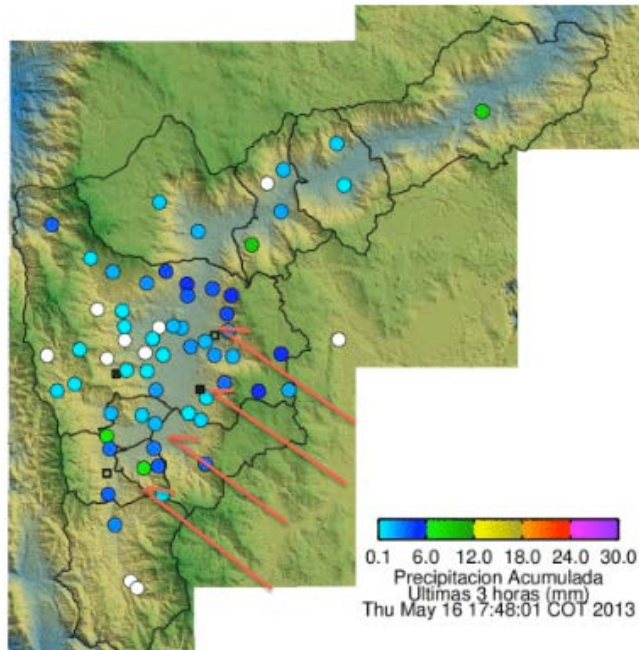 0.1 6.0 12.0 18.0 24.0 30.0
Precipitacion Acumulada
Ultimas 3 horas (mm)
Thu May 16 17:48:01 COT 2013